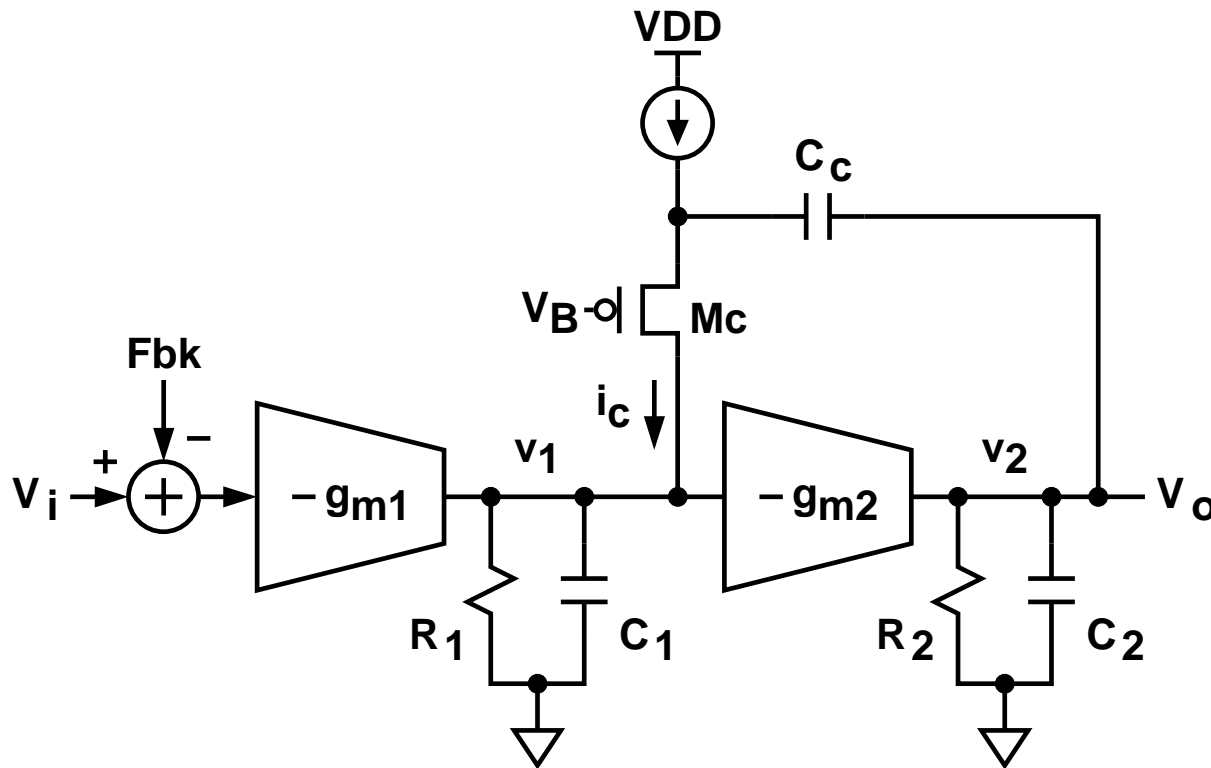 VDD
Cc
VB
Mc
Fbk
ic
+
−
Vi
+
− gm1
v1
− gm2
v2
Vo
R1
C1
R2
C2